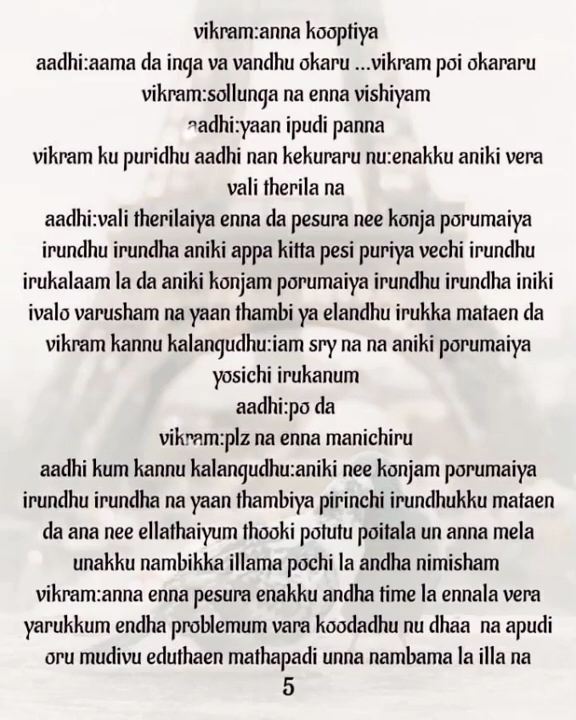 vikram:anna kooptiya
aadhi:aama da inga va vandhu okaru ...vikram poi okararu
vikram:sollunga na enna vishiyam
aadhi:yaan ipudi panna
vikram ku puridhu aadhi nan kekuraru nu:enakku aniki vera
vali therila na
aadhi:vali therilaiya enna da pesura nee konja porumaiya
irundhu irundha aniki appa kitta pesi puriya vechi irundhu
irukalaam la da aniki konjam porumaiya irundhu irundha iniki
ivalo varusham na yaan thambi ya elandhu irukka mataen da
vikram kannu kalangudhu:iam sry na na aniki porumaiya
yosichi irukanum
aadhi:po da
vikram:plz na enna manichiru
aadhi kum kannu kalangudhu:aniki nee konjam porumaiya
irundhu irundha na yaan thambiya pirinchi irundhukku mataen
da ana nee ellathaiyum thooki potutu poitala un anna mela
unakku nambikka illama pochi la andha nimisham
vikram:anna enna pesura enakku andha time la ennala vera
yarukkum endha problemum vara koodadhu nu dhaa na apudi
oru mudivu eduthaen mathapadi unna nambama la illa na
5